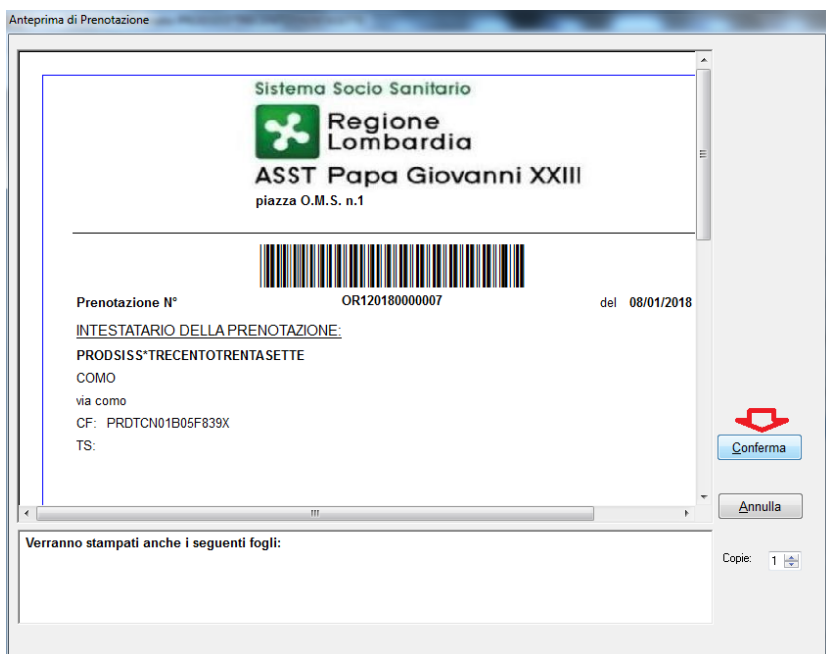 Anteprima di Prenotazione
Sistema Socio Sanitario
Regione
Lombardia
ASST Papa Giovanni XXIII
piazza O.M.S. n.1
Prenotazione N° OR120180000007 del 08/01/2018
INTESTATARIO DELLA PRENOTAZIONE:
PRODSISS*TRECENTOTRENTASETTE
COMO
via como
CF: PRDTCN01B05F839X
TS:
Conferma
Annulla
Verranno stampati anche i seguenti fogli:
Copie: 1